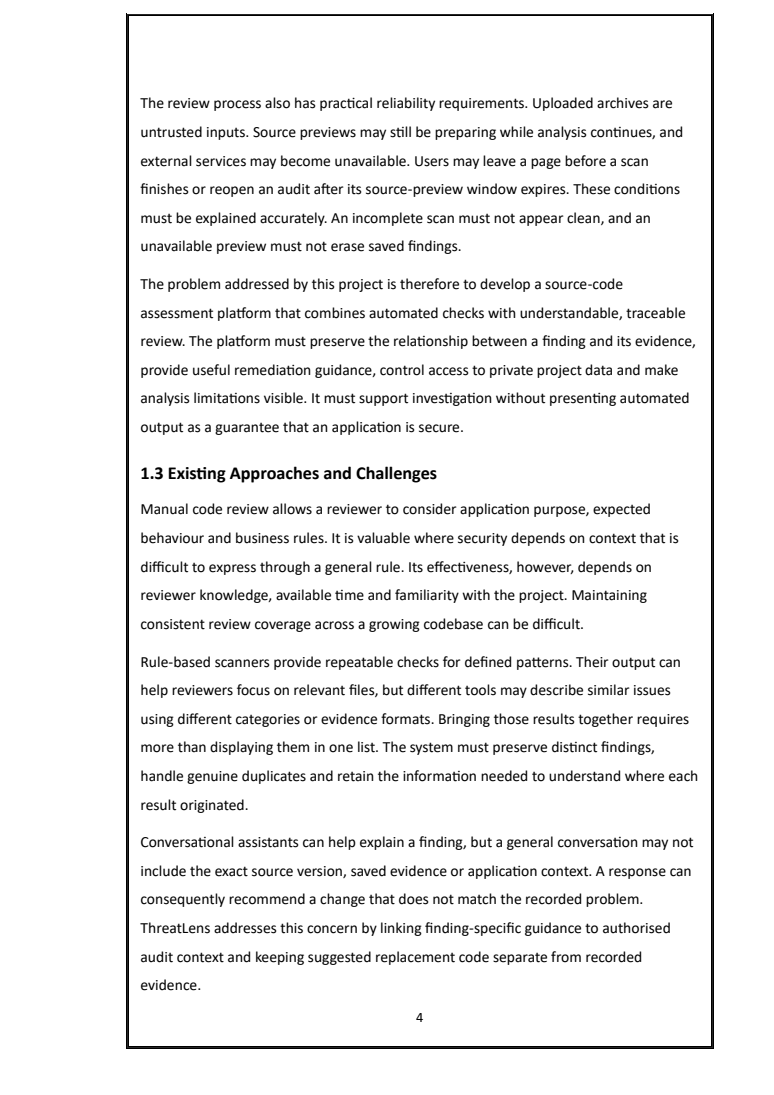 The review process also has practical reliability requirements. Uploaded archives are
untrusted inputs. Source previews may still be preparing while analysis continues, and
external services may become unavailable. Users may leave a page before a scan
finishes or reopen an audit after its source-preview window expires. These conditions
must be explained accurately. An incomplete scan must not appear clean, and an
unavailable preview must not erase saved findings.
The problem addressed by this project is therefore to develop a source-code
assessment platform that combines automated checks with understandable, traceable
review. The platform must preserve the relationship between a finding and its evidence,
provide useful remediation guidance, control access to private project data and make
analysis limitations visible. It must support investigation without presenting automated
output as a guarantee that an application is secure.
1.3 Existing Approaches and Challenges
Manual code review allows a reviewer to consider application purpose, expected
behaviour and business rules. It is valuable where security depends on context that is
difficult to express through a general rule. Its effectiveness, however, depends on
reviewer knowledge, available time and familiarity with the project. Maintaining
consistent review coverage across a growing codebase can be difficult.
Rule-based scanners provide repeatable checks for defined patterns. Their output can
help reviewers focus on relevant files, but different tools may describe similar issues
using different categories or evidence formats. Bringing those results together requires
more than displaying them in one list. The system must preserve distinct findings,
handle genuine duplicates and retain the information needed to understand where each
result originated.
Conversational assistants can help explain a finding, but a general conversation may not
include the exact source version, saved evidence or application context. A response can
consequently recommend a change that does not match the recorded problem.
ThreatLens addresses this concern by linking finding-specific guidance to authorised
audit context and keeping suggested replacement code separate from recorded
evidence.
4